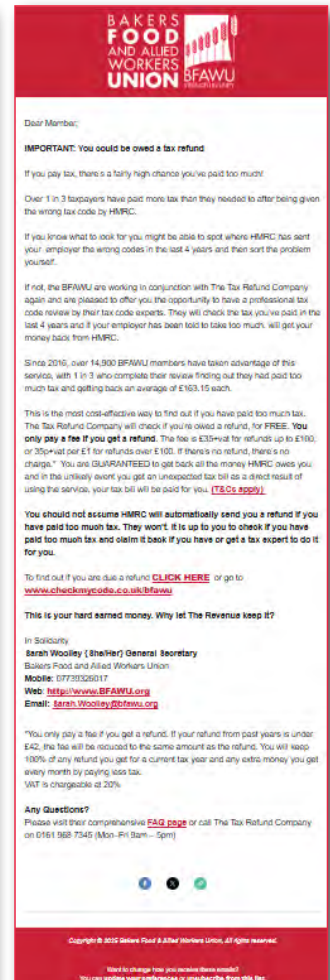 BAKERS
FOOD
AND ALLIED
WORKERS
UNION
BFAWU
Dear Member,
IMPORTANT: You could be owed a tax refund
If you pay tax, there's a fairly high chance you've paid too much!
Over 1 in 3 taxpayers have paid more tax than they needed to after being given
the wrong tax code by HMRC.
If you know what to look for you might be able to spot where HMRC has sent
your employer the wrong codes in the last 4 years and then sort the problem
yourself.
If not, the BFAWU are working in conjunction with The Tax Refund Company
again and are pleased to offer you the opportunity to have a professional tax
code review by their tax code experts. They will check the tax you've paid in the
last 4 years and if your employer has been told to take too much, will get your
money back from HMRC.
Since 2016, over 14,900 BFAWU members have taken advantage of this
service, with 1 in 3 who complete their review finding out they had paid too
much tax and getting back an average of £163.15 each.
This is the most cost-effective way to find out if you have paid too much tax.
The Tax Refund Company will check if you're owed a refund, for FREE. You
only pay a fee if you get a refund. The fee is £35+vat for refunds up to £100,
or 35p+vat per £1 for refunds over £100. If there's no refund, there's no
charge.* You are GUARANTEED to get back all the money HMRC owes you
and in the unlikely event you get an unexpected tax bill as a direct result of
using the service, your tax bill will be paid for you. (T&Cs apply)
You should not assume HMRC will automatically send you a refund if you
have paid too much tax. They won't. It is up to you to check if you have
paid too much tax and claim it back if you have or get a tax expert to do it
for you.
To find out if you are due a refund CLICK HERE or go to
www.checkmycode.co.uk/bfawu
This is your hard earned money. Why let The Revenue keep it?
In Solidarity
Sarah Woolley (She/Her) General Secretary
Bakers Food and Allied Workers Union
Mobile: 07739326017
Web: http://www.BFAWU.org
Email: Sarah.Woolley@bfawu.org
*You only pay a fee if you get a refund. If your refund from past years is under
£42, the fee will be reduced to the same amount as the refund. You will keep
100% of any refund you get for a current tax year and any extra money you get
every month by paying less tax.
VAT is chargeable at 20%
Any Questions?
Please visit their comprehensive FAQ page or call The Tax Refund Company
on 0161 968 7345 (Mon–Fri 9am – 5pm)
Copyright © 2025 Bakers Food & Allied Workers Union, All rights reserved.
Want to change how you receive these emails?
You can update your preferences or unsubscribe from this list.